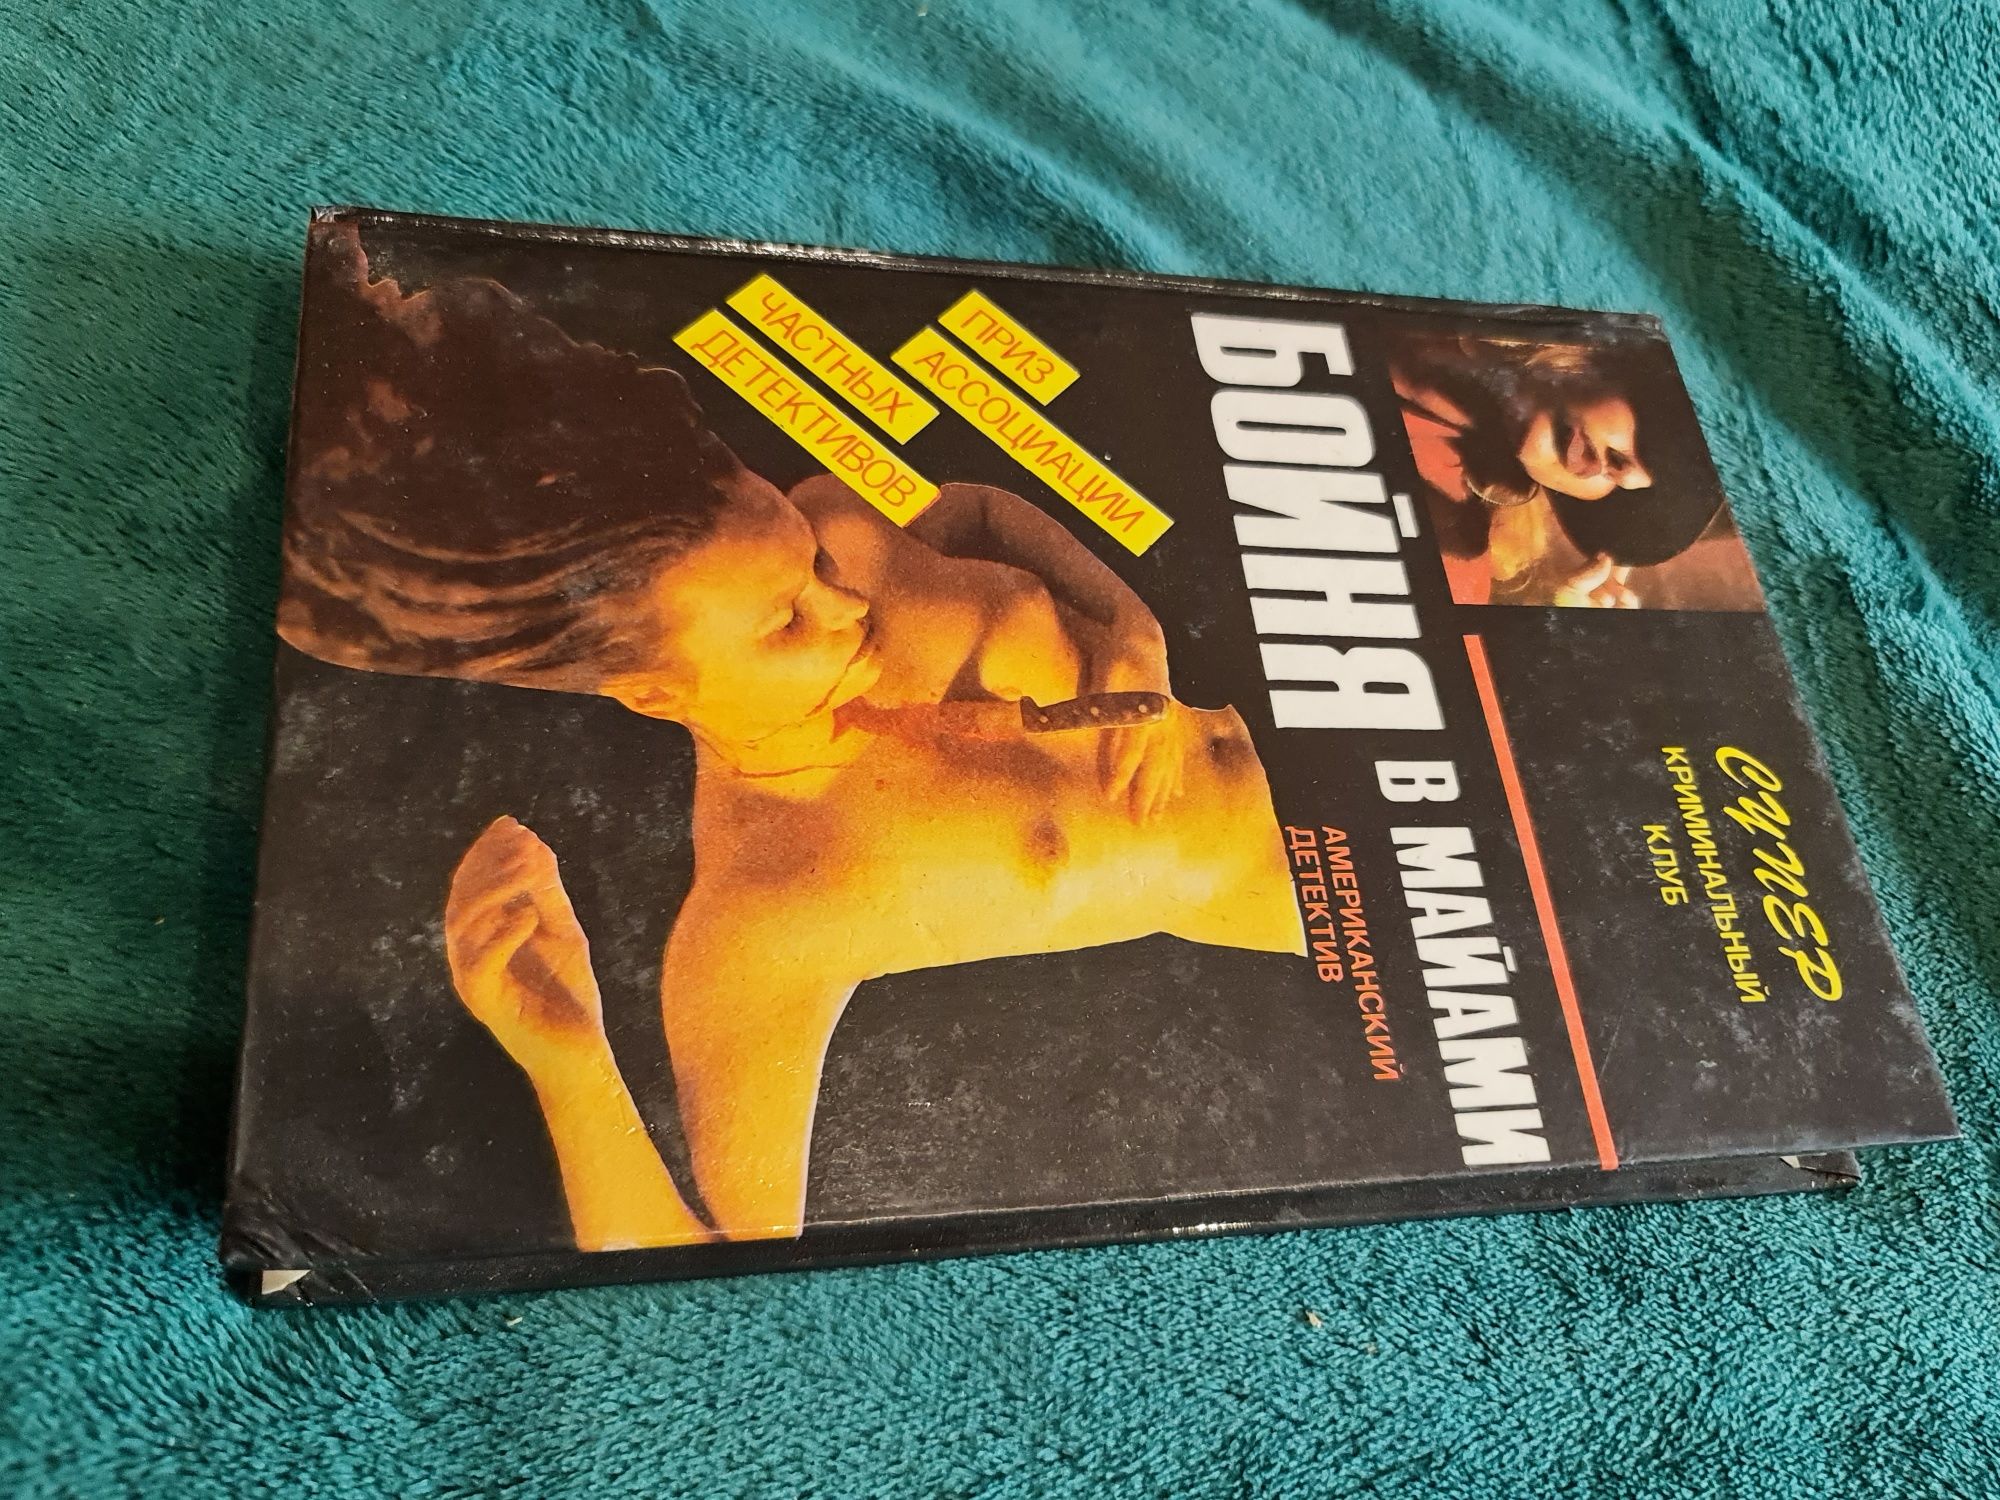 СУПЕР
КРИМИНАЛЬНЫЙ
КЛУБ
БОЙНЯ В МАЙАМИ
АМЕРИКАНСКИЙ
ДЕТЕКТИВ
ПРИЗ
АССОЦИАЦИИ
ЧАСТНЫХ
ДЕТЕКТИВОВ